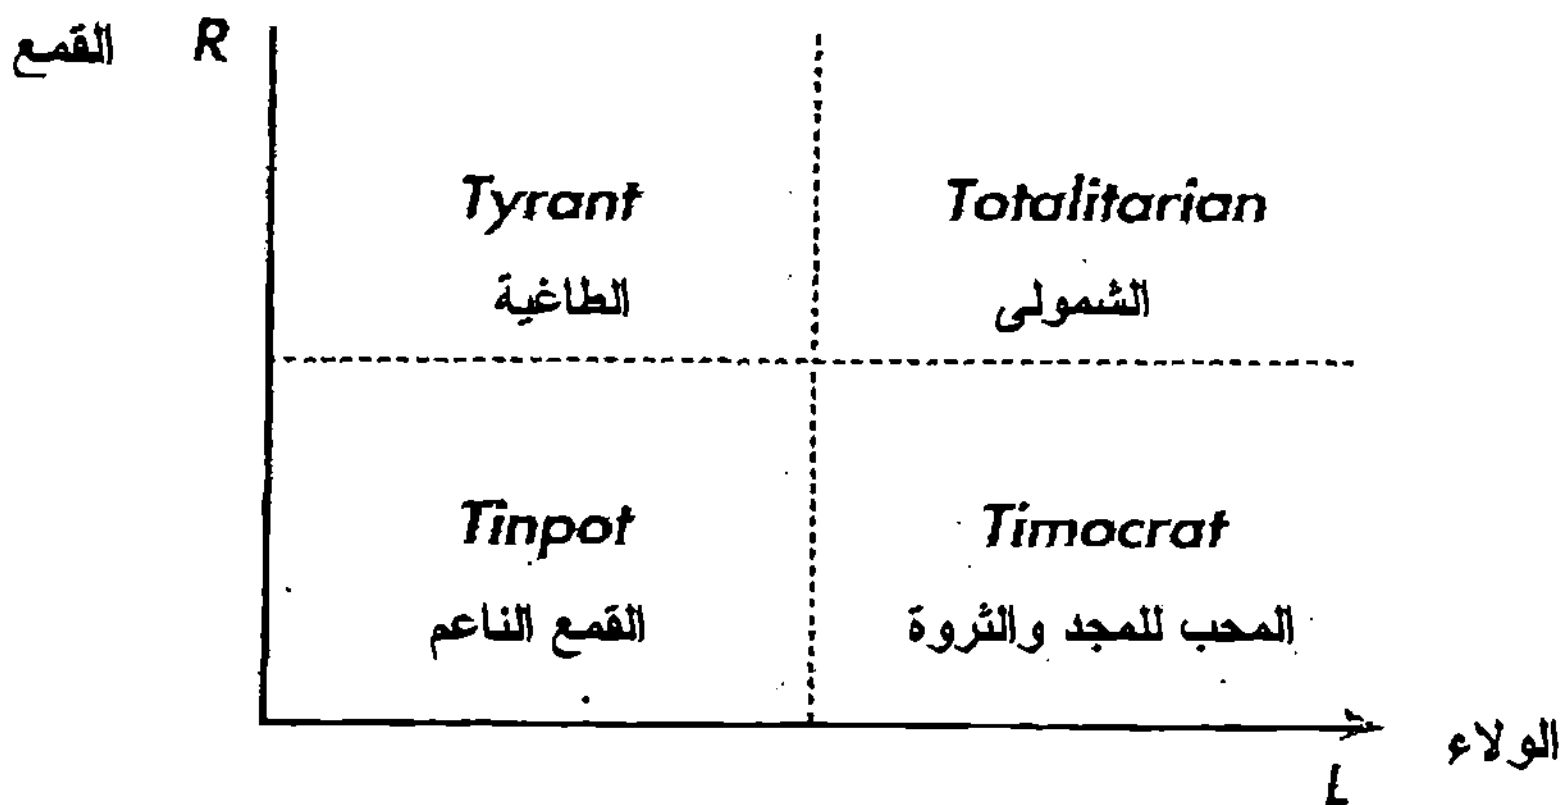 القمع R
Tyrant
الطاغية
Totalitarian
الشمولى
Tinpot
القمع الناعم
Timocrat
المحب للمجد والثروة
الولاء
L